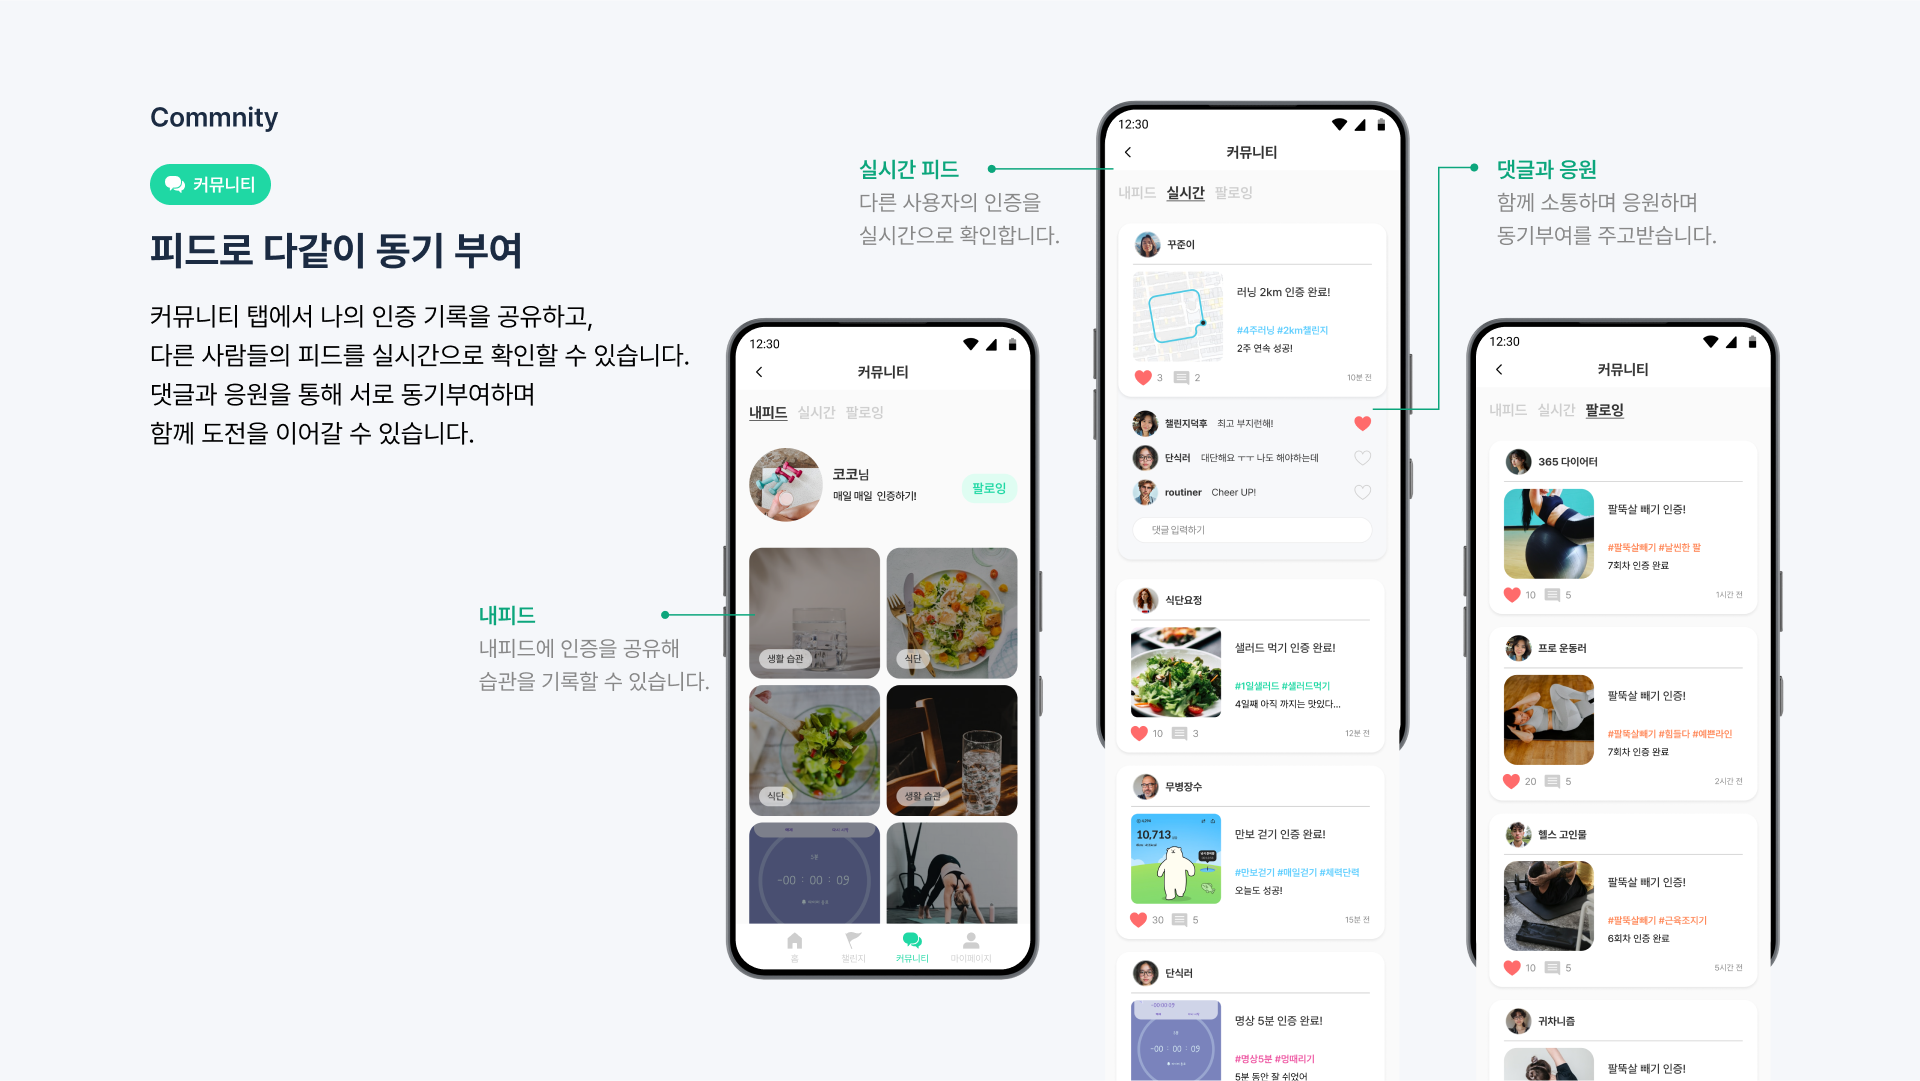 Commnity
커뮤니티
피드로 다같이 동기 부여
커뮤니티 탭에서 나의 인증 기록을 공유하고,
다른 사람들의 피드를 실시간으로 확인할 수 있습니다.
댓글과 응원을 통해 서로 동기부여하며
함께 도전을 이어갈 수 있습니다.
내피드
내피드에 인증을 공유해
습관을 기록할 수 있습니다.
12:30
커뮤니티
내피드 실시간 팔로잉
코코님
매일 매일 인증하기!
팔로잉
생활 습관
식단
식단
생활 습관
-00 : 00 : 09
홈
챌린지
커뮤니티
마이페이지
실시간 피드
다른 사용자의 인증을
실시간으로 확인합니다.
12:30
커뮤니티
내피드 실시간 팔로잉
꾸준이
러닝 2km 인증 완료!
#4주러닝 #2km챌린지
2주 연속 성공!
3 2
10분 전
챌린지덕후 최고 부지런해!
단식러 대단해요 ㅜㅜ 나도 해야하는데
routiner Cheer UP!
댓글 입력하기
식단요정
샐러드 먹기 인증 완료!
#1일샐러드 #샐러드먹기
4일째 아직 까지는 맛있다...
10 3
12분 전
무병장수
10,713
만보 걷기 인증 완료!
#만보걷기 #매일걷기 #체력단력
오늘도 성공!
30 5
15분 전
단식러
-00:00:09
-00 : 00 : 09
명상 5분 인증 완료!
#명상5분 #멍때리기
5분 동안 잘 쉬었어
댓글과 응원
함께 소통하며 응원하며
동기부여를 주고받습니다.
12:30
커뮤니티
내피드 실시간 팔로잉
365 다이어터
팔뚝살 빼기 인증!
#팔뚝살빼기 #날씬한 팔
7회차 인증 완료
10 5
1시간 전
프로 운동러
팔뚝살 빼기 인증!
#팔뚝살빼기 #힘들다 #예쁜라인
7회차 인증 완료
20 5
2시간 전
헬스 고인물
팔뚝살 빼기 인증!
#팔뚝살빼기 #근육조지기
6회차 인증 완료
10 5
5시간 전
귀차니즘
팔뚝살 빼기 인증!